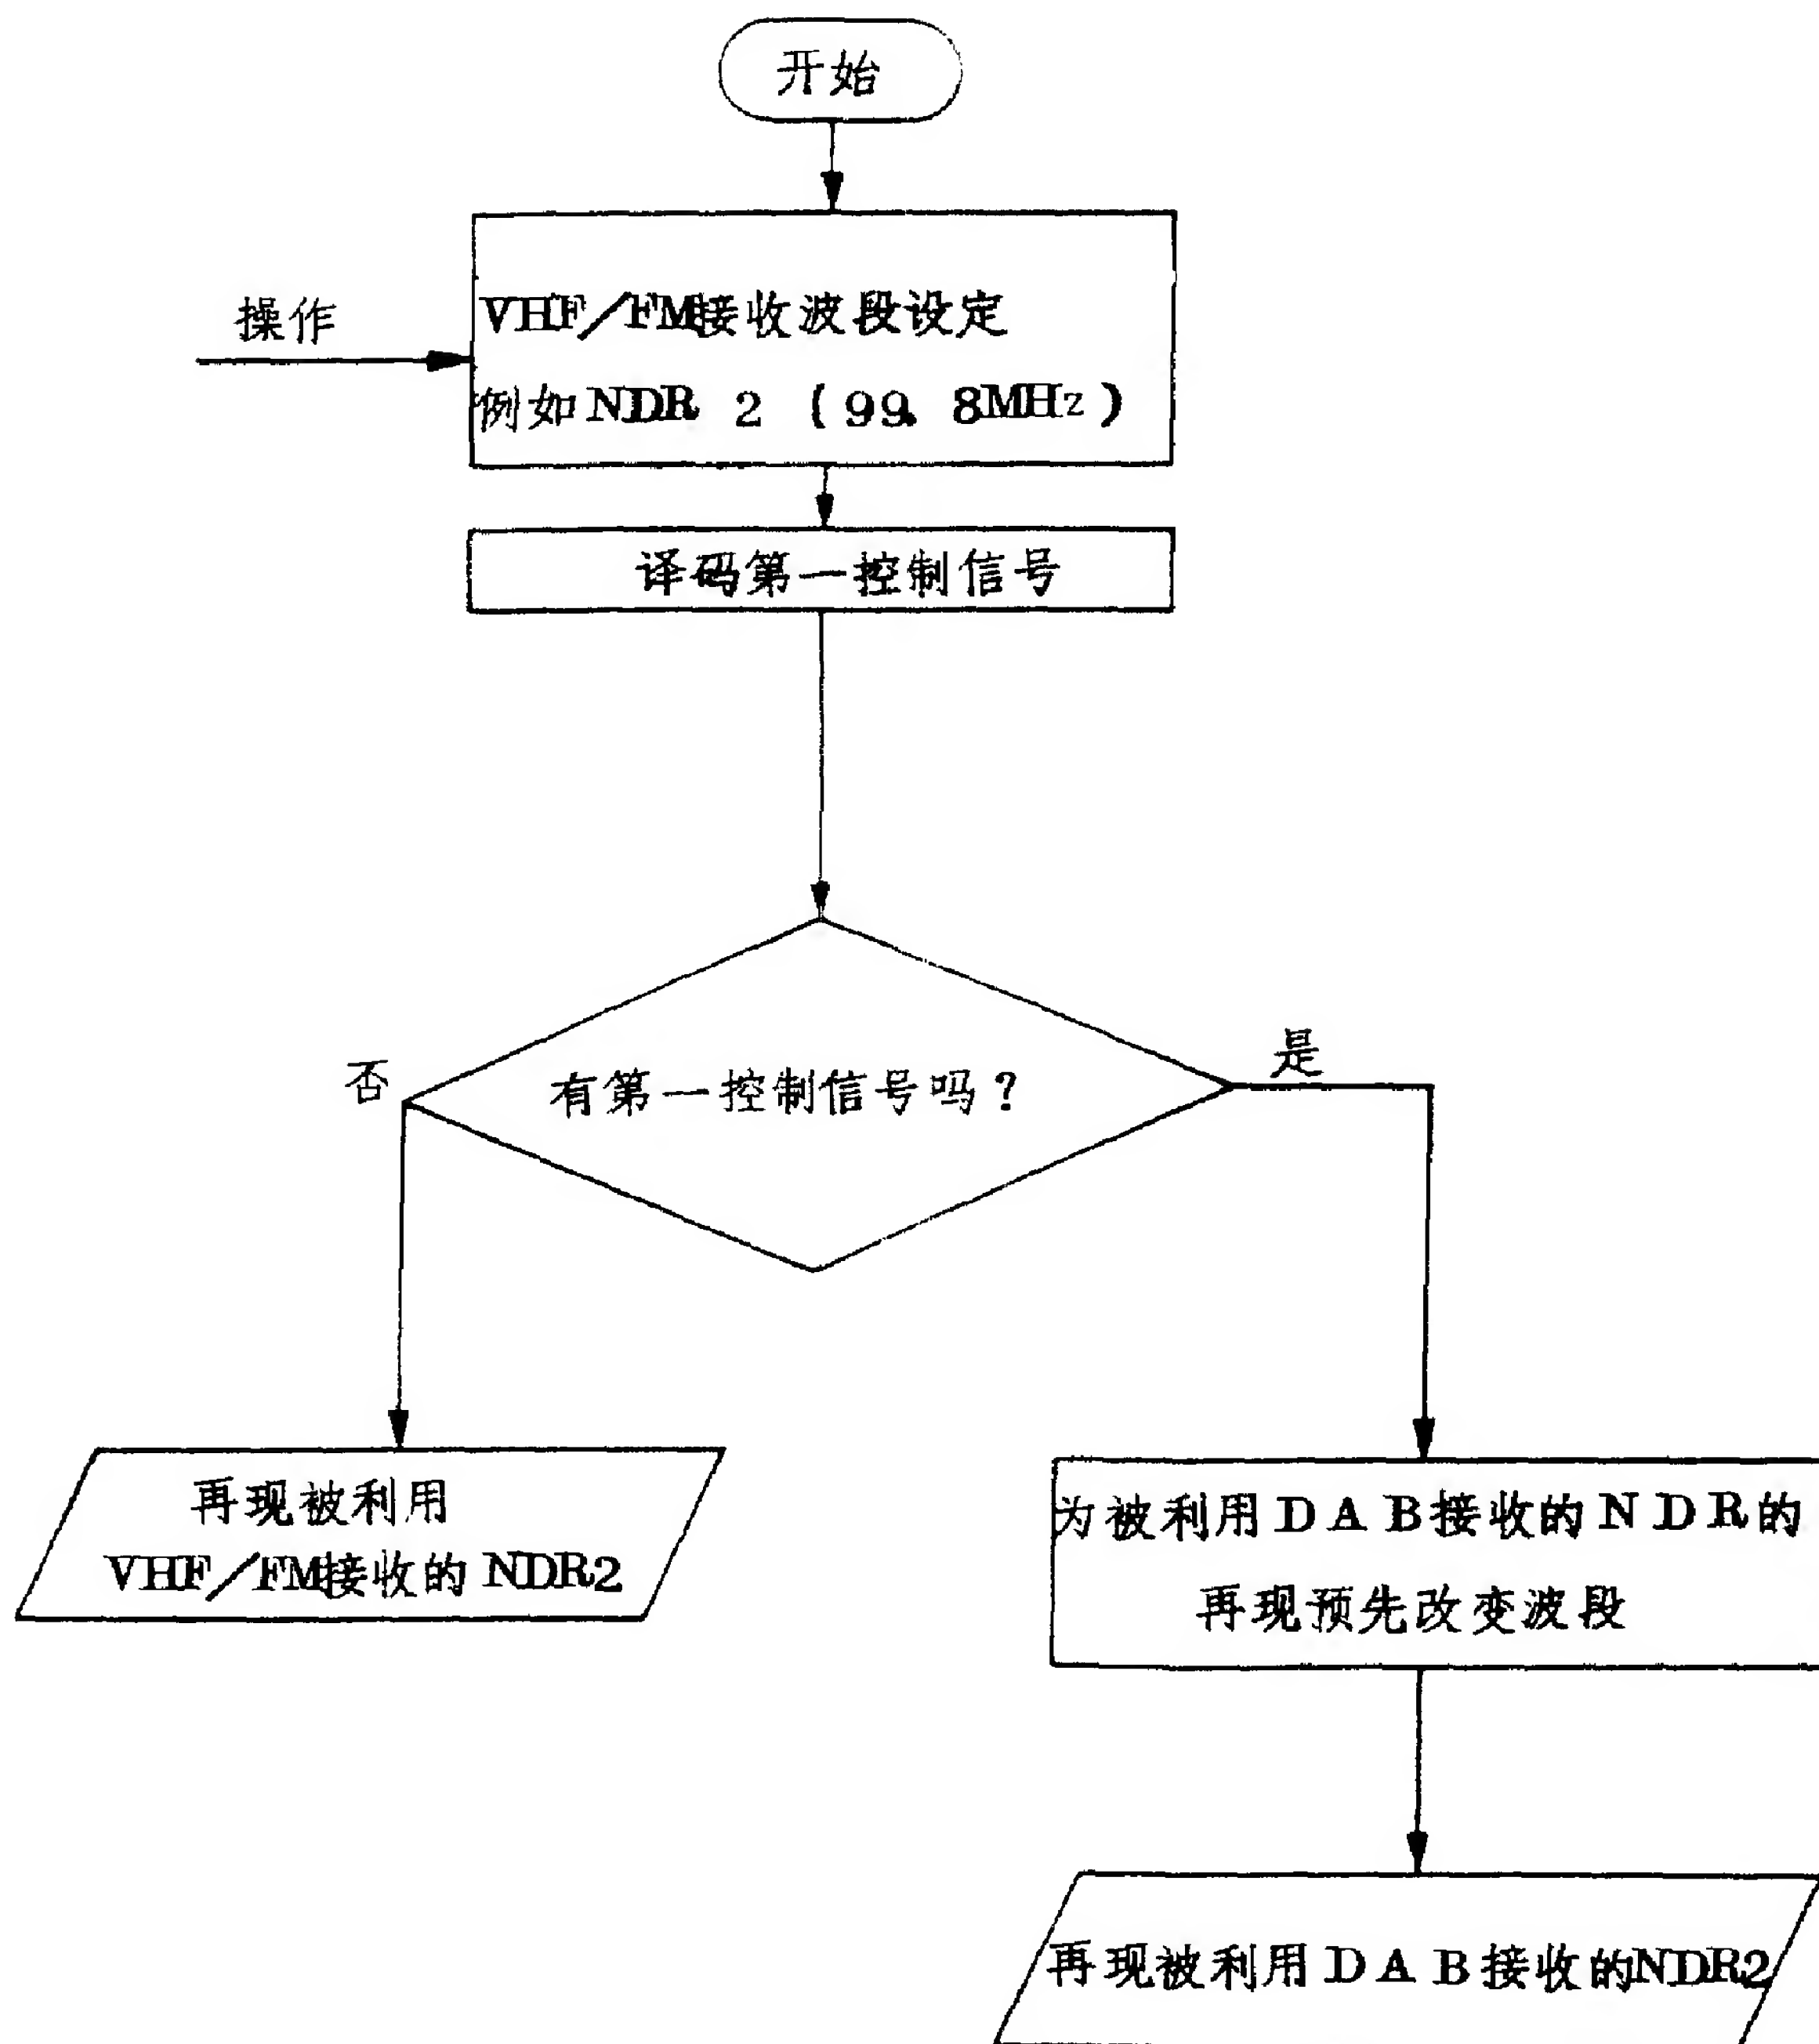 开始
操作
VHF/FM接收波段设定
例如NDR 2 (99. 8MHz)
译码第一控制信号
否
有第一控制信号吗?
是
再现被利用
VHF/FM接收的NDR2
为被利用DAB接收的NDR的
再现预先改变波段
再现被利用DAB接收的NDR2